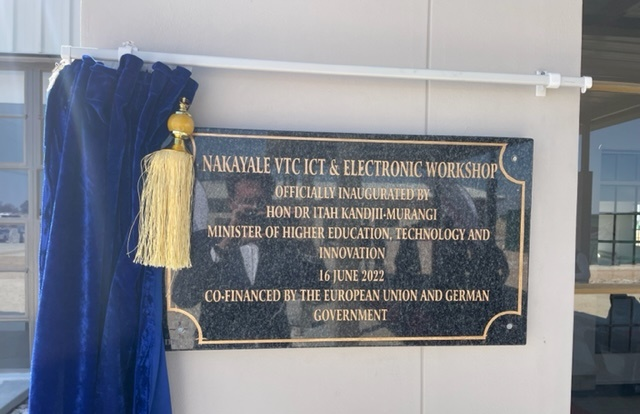 NAKAYALE VTC ICT & ELECTRONIC WORKSHOP
OFFICIALLY INAUGURATED BY
HON DR ITAH KANDJII-MURANGI
MINISTER OF HIGHER EDUCATION, TECHNOLOGY AND
INNOVATION
16 JUNE 2022
CO-FINANCED BY THE EUROPEAN UNION AND GERMAN
GOVERNMENT